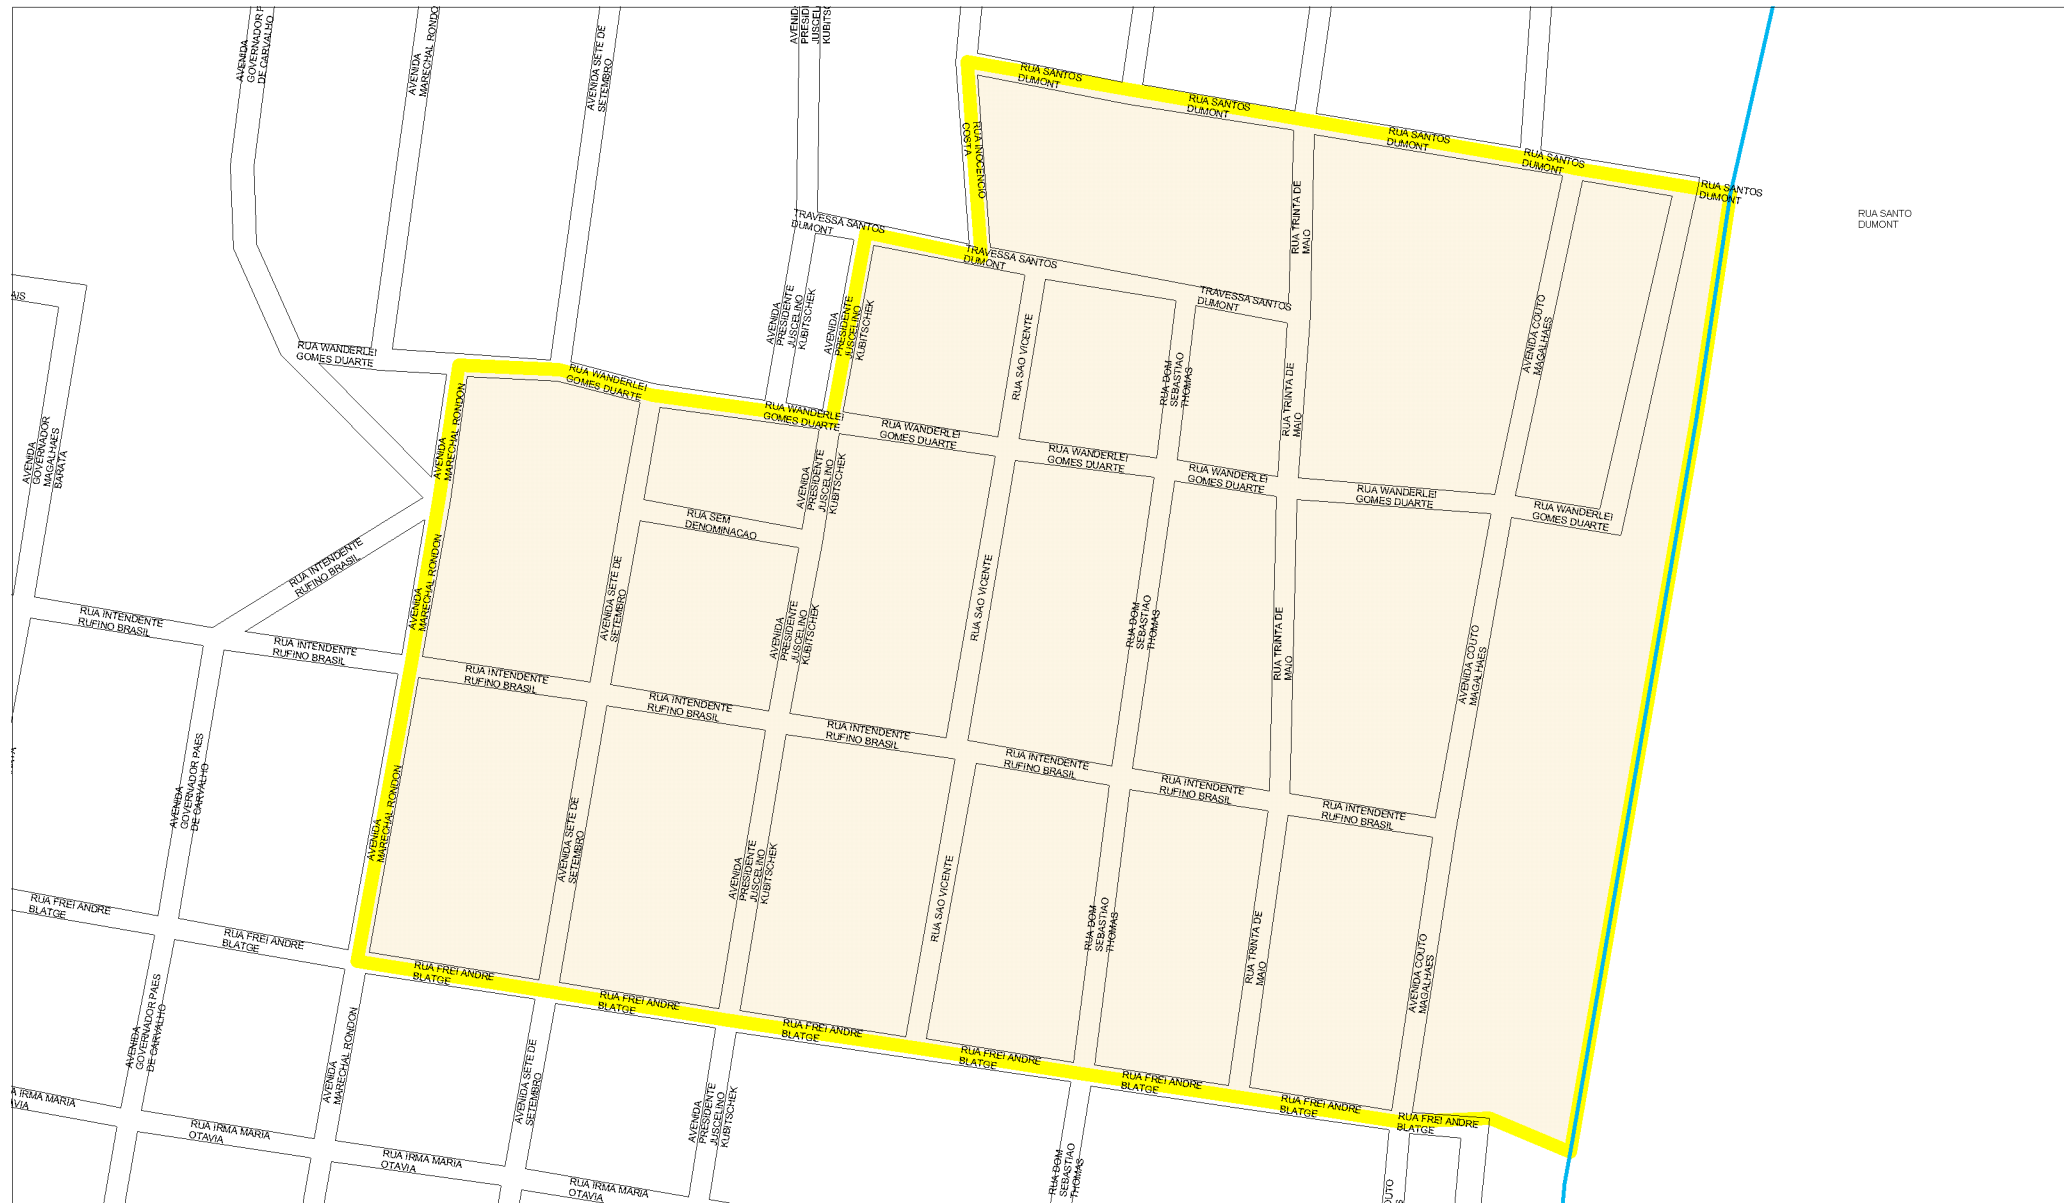 AVENIDA
GOVERNADOR P
DE CARVALHO
AVENIDA
MARECHAL RONDO
AVENIDA SETE DE
SETEMBRO
AVENID
PRESID
JUSCEL
KUBITSC
RUA SANTOS
DUMONT
RUA SANTOS
DUMONT
RUA SANTOS
DUMONT
RUA SANTOS
DUMONT
RUA SANTOS
DUMONT
RUA SANTO
DUMONT
RUA INOCENCIO
COSTA
RUA TRINTA DE
MAIO
TRAVESSA SANTOS
DUMONT
TRAVESSA SANTOS
DUMONT
TRAVESSA SANTOS
DUMONT
AIS
AVENIDA
PRESIDENTE
JUSCELINO
KUBITSCHEK
AVENIDA
PRESIDENTE
JUSCELINO
KUBITSCHEK
RUA SAO VICENTE
RUA DOM
SEBASTIAO
THOMAS
RUA TRINTA DE
MAIO
AVENIDA COUTO
MAGALHAES
RUA WANDERLEI
GOMES DUARTE
RUA WANDERLEI
GOMES DUARTE
RUA WANDERLEI
GOMES DUARTE
RUA WANDERLEI
GOMES DUARTE
RUA WANDERLEI
GOMES DUARTE
RUA WANDERLEI
GOMES DUARTE
RUA WANDERLEI
GOMES DUARTE
RUA WANDERLEI
GOMES DUARTE
AVENIDA
GOVERNADOR
MAGALHAES
BARATA
AVENIDA
MARECHAL RONDON
AVENIDA
PRESIDENTE
JUSCELINO
KUBITSCHEK
RUA SEM
DENOMINACAO
RUA INTENDENTE
RUFINO BRASIL
AVENIDA
MARECHAL RONDON
AVENIDA SETE DE
SETEMBRO
AVENIDA
PRESIDENTE
JUSCELINO
KUBITSCHEK
RUA SAO VICENTE
RUA DOM
SEBASTIAO
THOMAS
RUA TRINTA DE
MAIO
AVENIDA COUTO
MAGALHAES
RUA INTENDENTE
RUFINO BRASIL
RUA INTENDENTE
RUFINO BRASIL
RUA INTENDENTE
RUFINO BRASIL
RUA INTENDENTE
RUFINO BRASIL
RUA INTENDENTE
RUFINO BRASIL
RUA INTENDENTE
RUFINO BRASIL
RUA INTENDENTE
RUFINO BRASIL
RUA INTENDENTE
RUFINO BRASIL
AVENIDA
GOVERNADOR PAES
DE CARVALHO
AVENIDA
MARECHAL RONDON
AVENIDA SETE DE
SETEMBRO
AVENIDA
PRESIDENTE
JUSCELINO
KUBITSCHEK
RUA SAO VICENTE
RUA DOM
SEBASTIAO
THOMAS
RUA TRINTA DE
MAIO
AVENIDA COUTO
MAGALHAES
RUA FREI ANDRE
BLATGE
RUA FREI ANDRE
BLATGE
RUA FREI ANDRE
BLATGE
RUA FREI ANDRE
BLATGE
RUA FREI ANDRE
BLATGE
RUA FREI ANDRE
BLATGE
RUA FREI ANDRE
BLATGE
RUA FREI ANDRE
BLATGE
RUA FREI ANDRE
BLATGE
AVENIDA
GOVERNADOR PAES
DE CARVALHO
AVENIDA
MARECHAL RONDON
AVENIDA SETE DE
SETEMBRO
AVENIDA
PRESIDENTE
JUSCELINO
KUBITSCHEK
RUA DOM
SEBASTIAO
THOMAS
OUTO
A IRMA MARIA
AVIA
RUA IRMA MARIA
OTAVIA
RUA IRMA MARIA
OTAVIA
RUA IRMA MARIA
OTAVIA